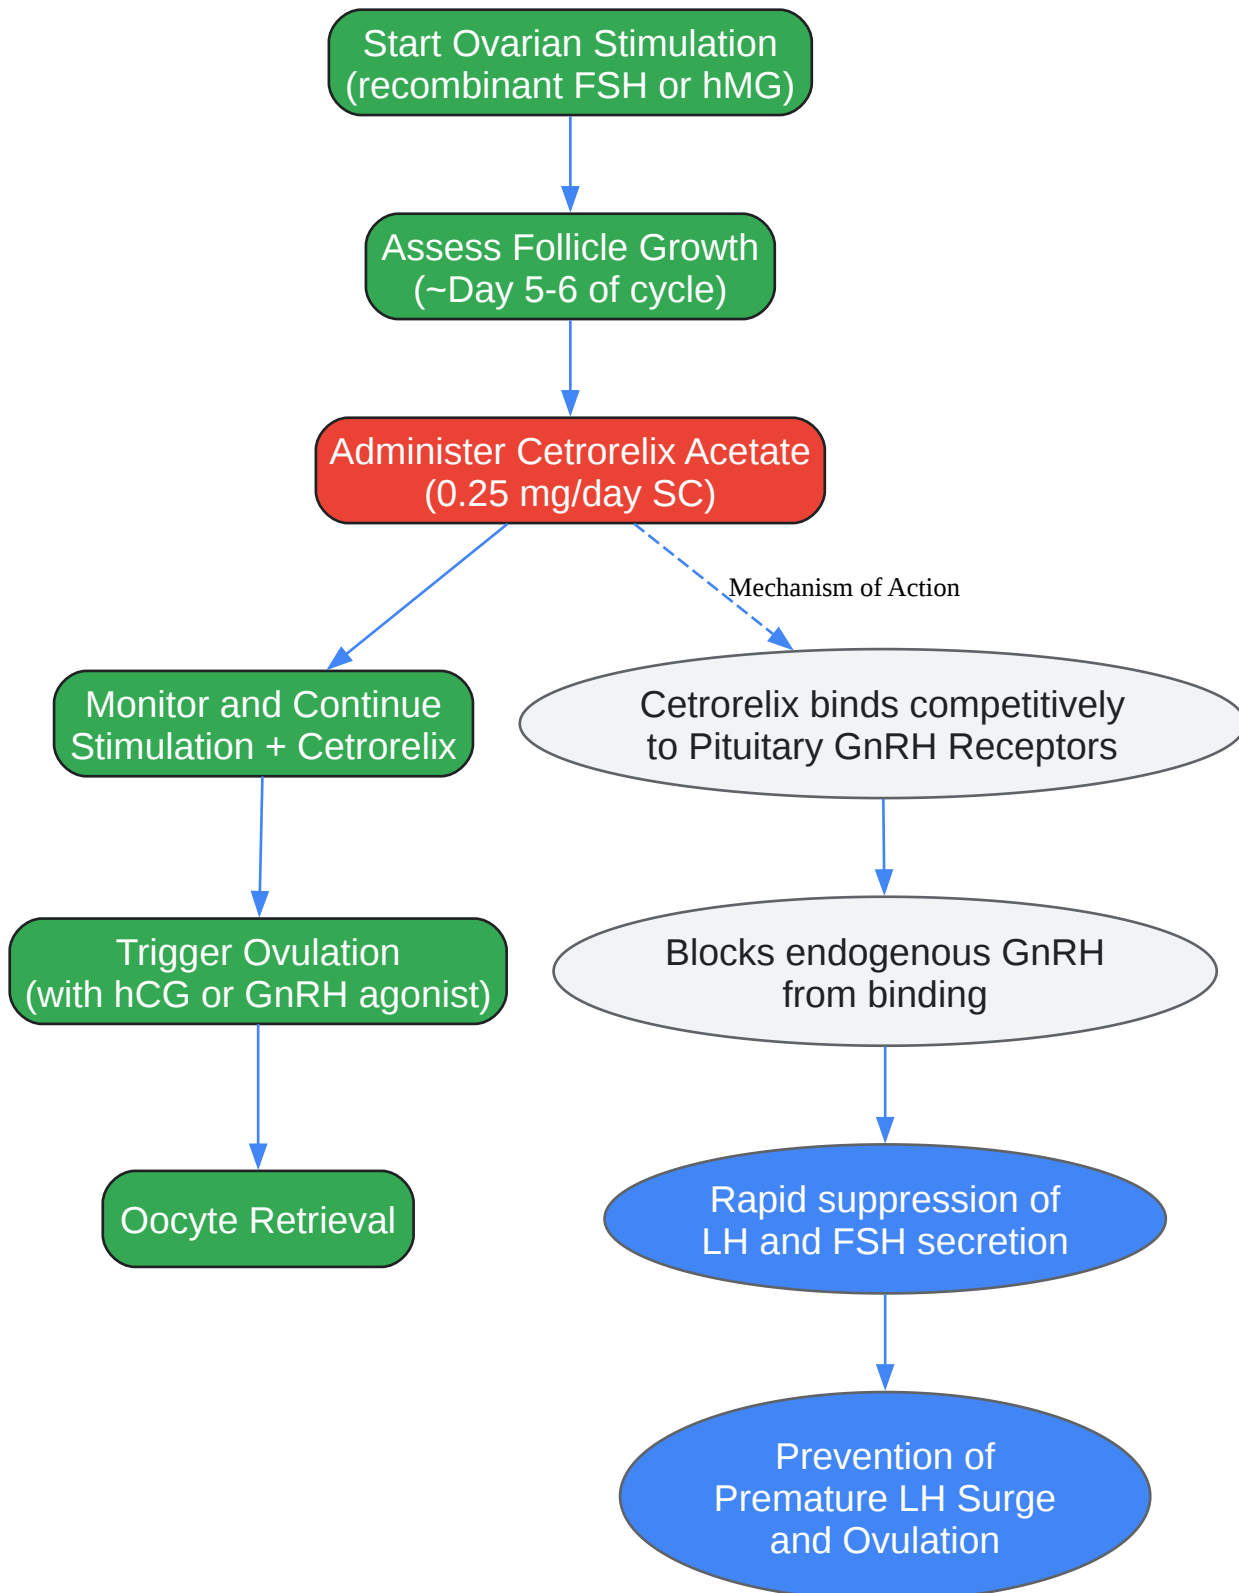 Start Ovarian Stimulation
(recombinant FSH or hMG)
Assess Follicle Growth
(~Day 5-6 of cycle)
Administer Cetrorelix Acetate
(0.25 mg/day SC)
Mechanism of Action
Monitor and Continue
Stimulation + Cetrorelix
Cetrorelix binds competitively
to Pituitary GnRH Receptors
Trigger Ovulation
(with hCG or GnRH agonist)
Blocks endogenous GnRH
from binding
Oocyte Retrieval
Rapid suppression of
LH and FSH secretion
Prevention of
Premature LH Surge
and Ovulation